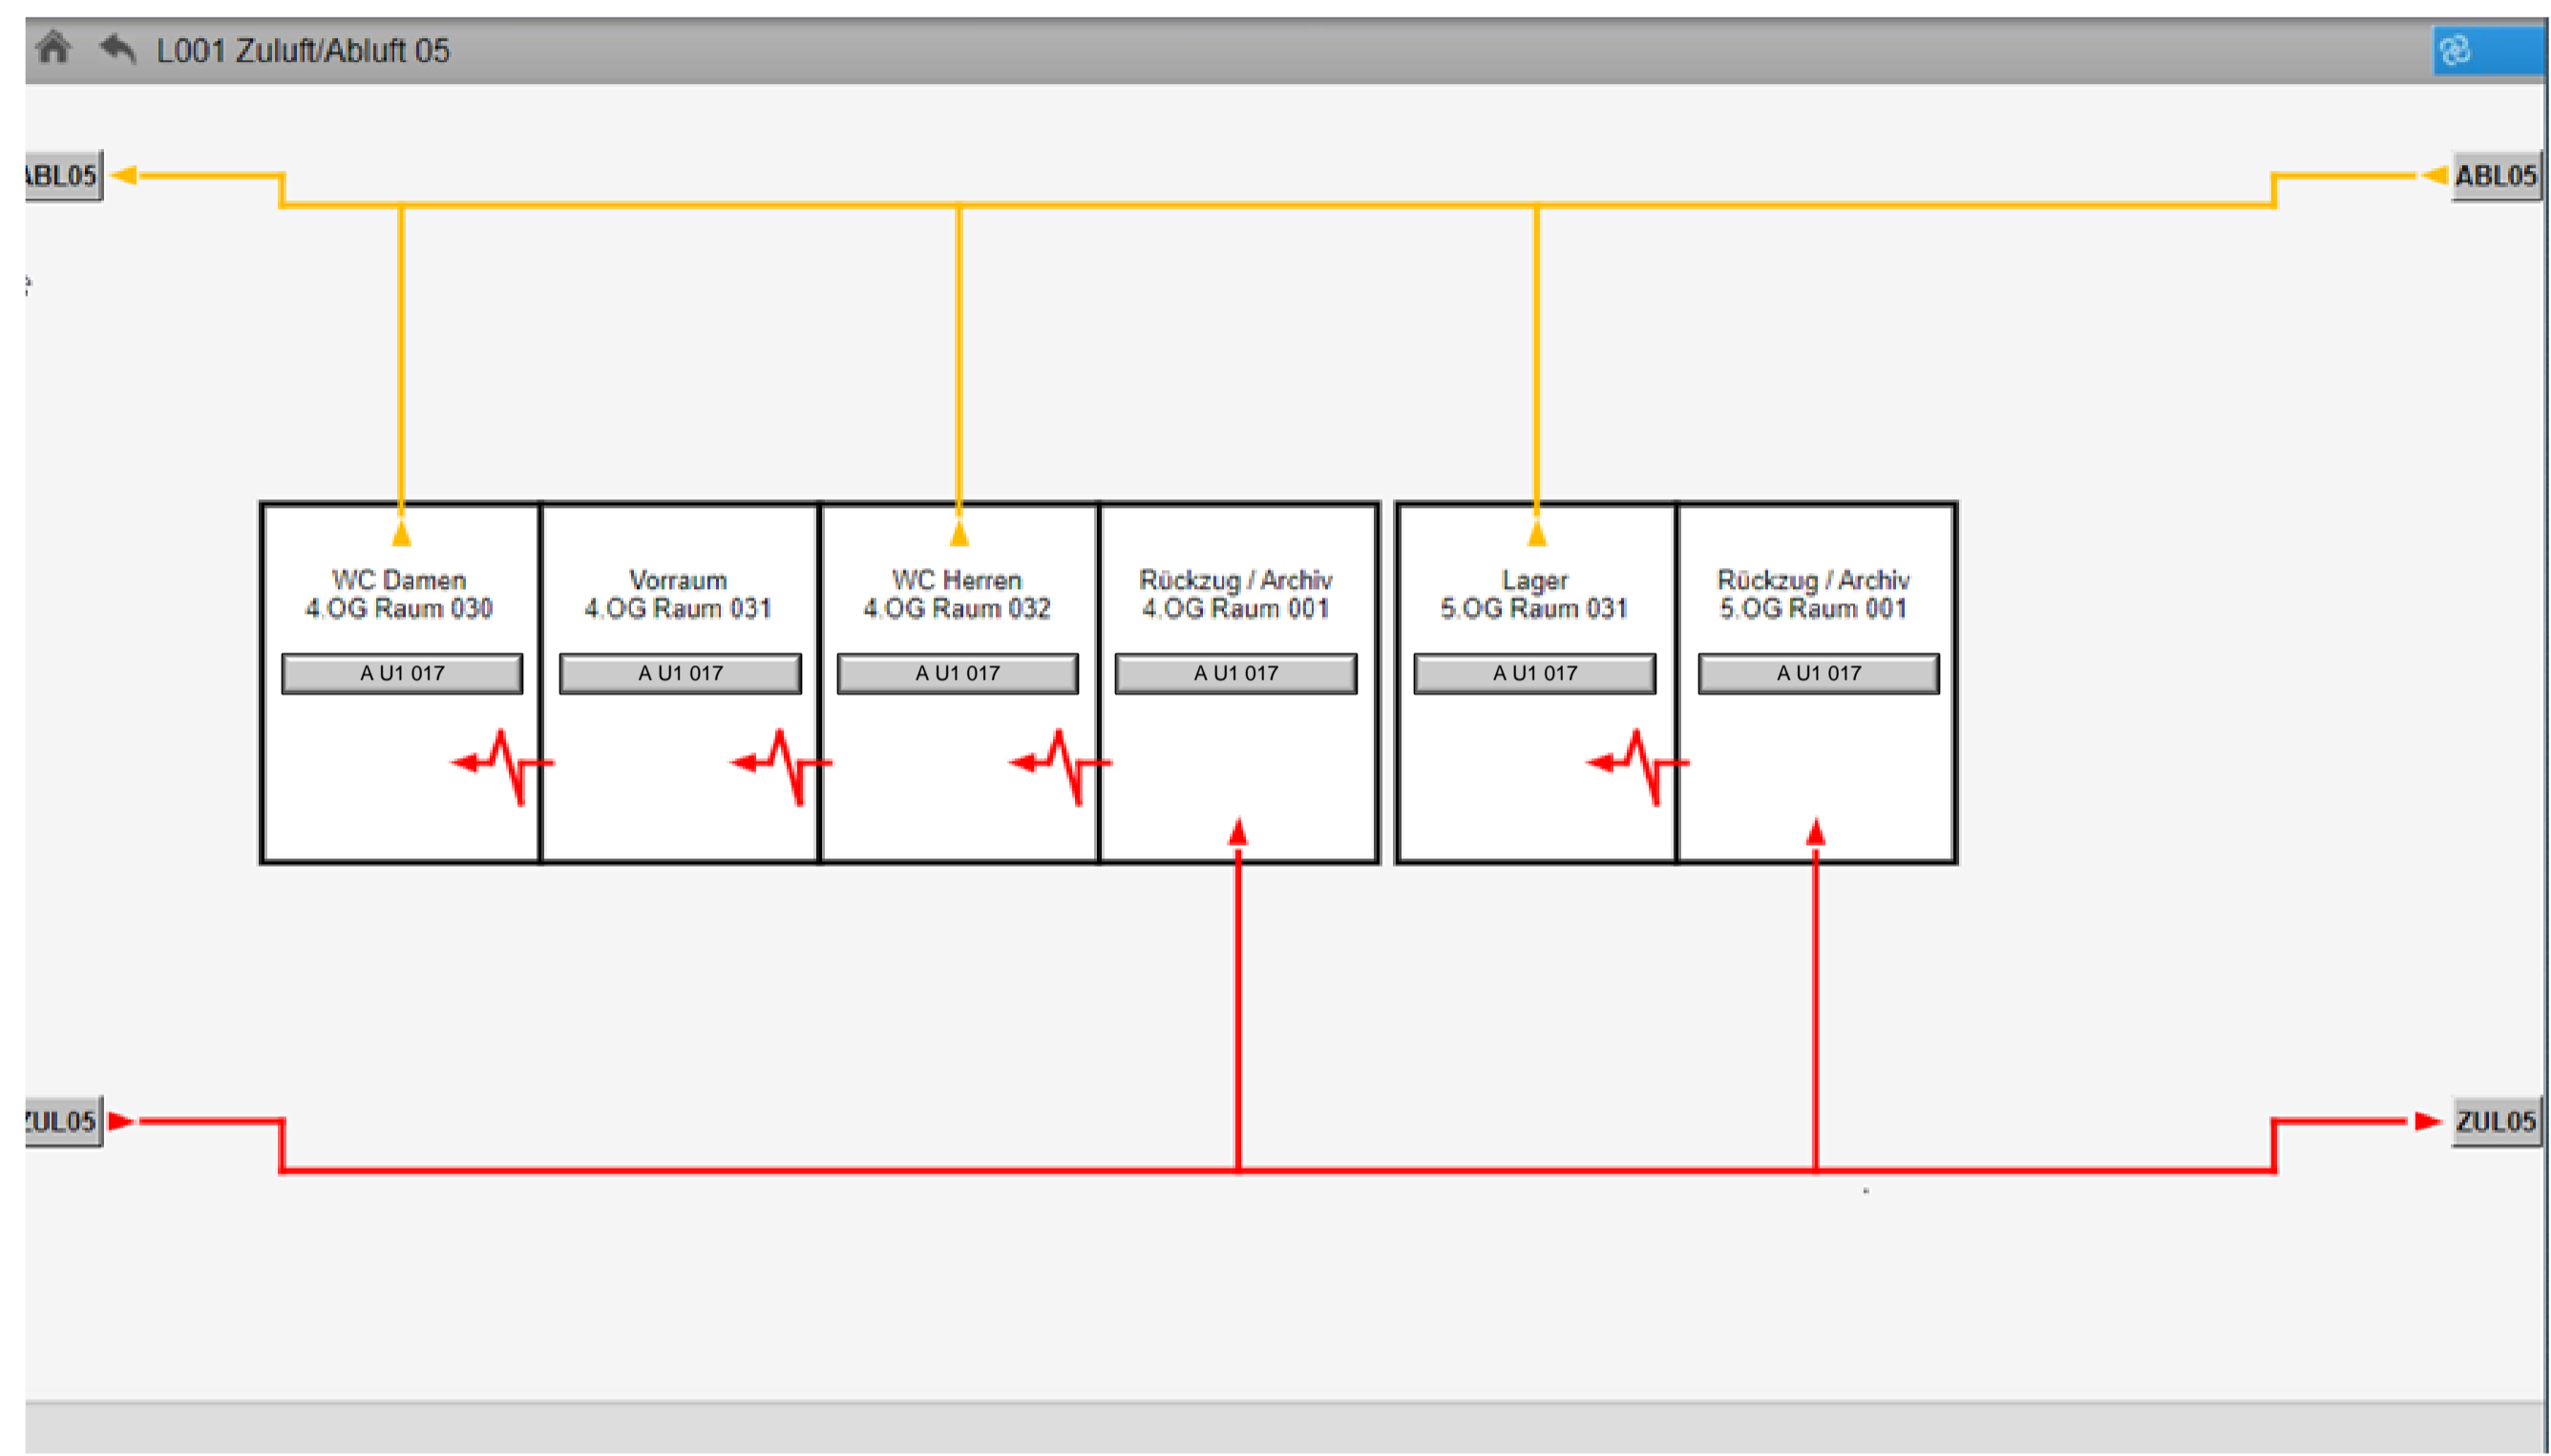 L001 Zuluft/Abluft 05
ABL05
ABL05
WC Damen
4.OG Raum 030
A U1 017
Vorraum
4.OG Raum 031
A U1 017
WC Herren
4.OG Raum 032
A U1 017
Rückzug / Archiv
4.OG Raum 001
A U1 017
Lager
5.OG Raum 031
A U1 017
Rückzug / Archiv
5.OG Raum 001
A U1 017
ZUL05
ZUL05